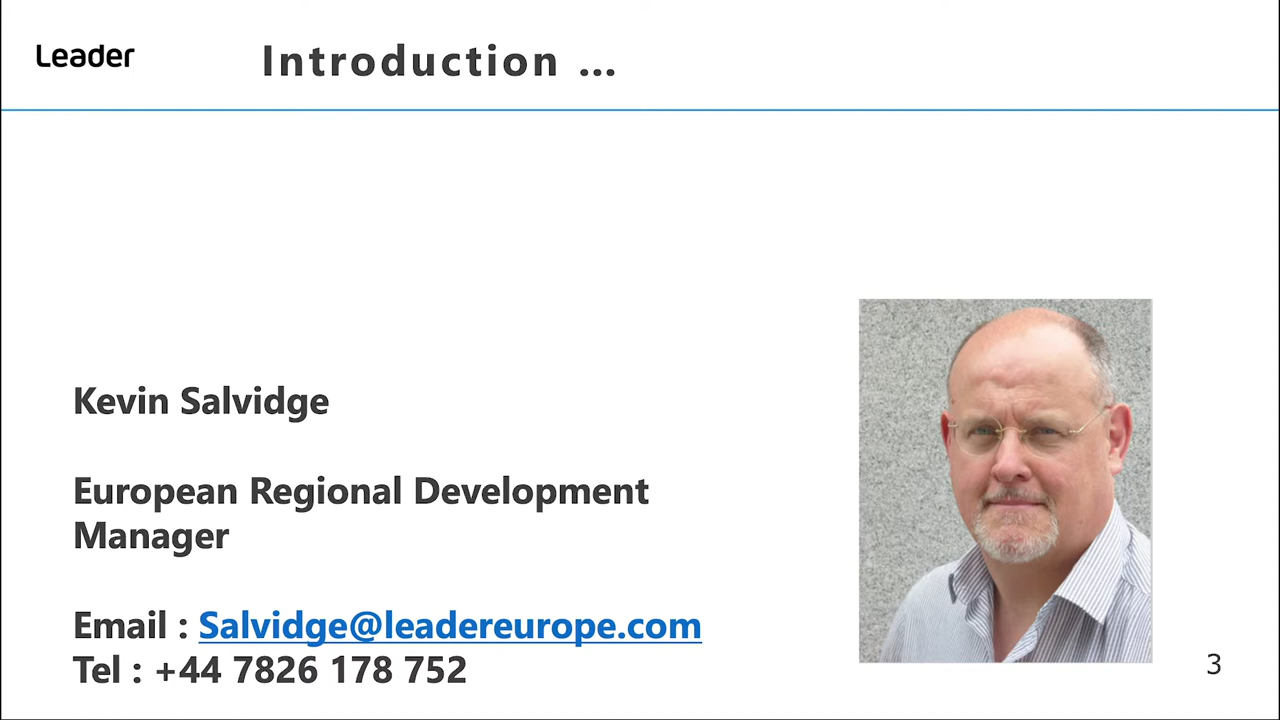 Leader
Introduction ...
Kevin Salvidge
European Regional Development
Manager
Email : Salvidge@leadereurope.com
Tel : +44 7826 178 752
3